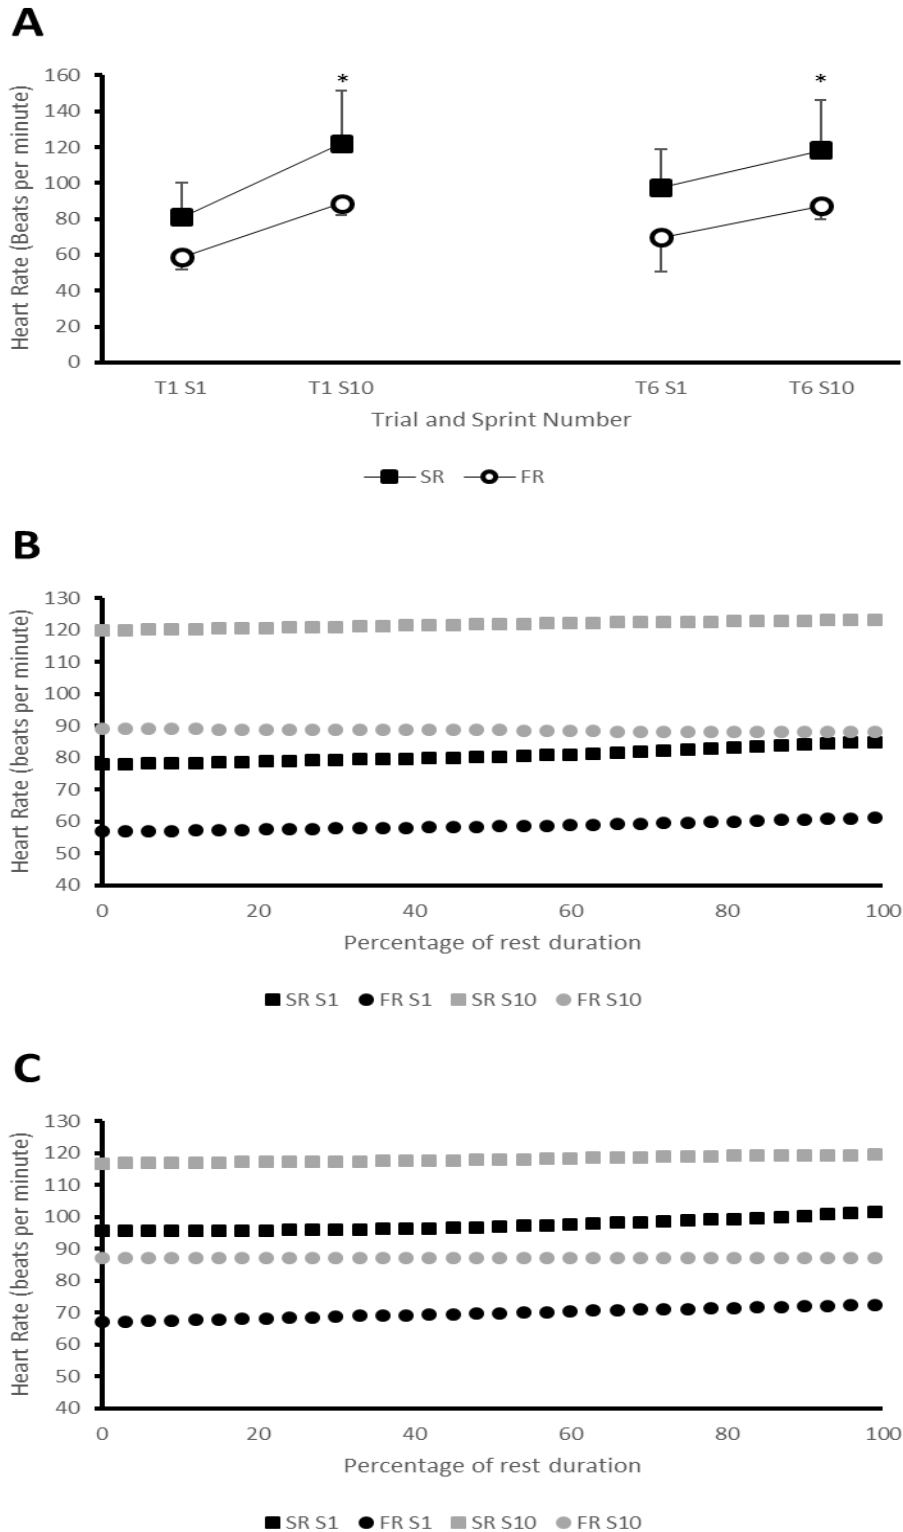 A
Heart Rate (Beats per minute)
160
140
120
100
80
60
40
20
0
*
*
T1 S1 T1 S10 T6 S1 T6 S10
Trial and Sprint Number
SR FR
B
Heart Rate (beats per minute)
130
120
110
100
90
80
70
60
50
40
0 20 40 60 80 100
Percentage of rest duration
SR S1 FR S1 SR S10 FR S10
C
Heart Rate (beats per minute)
130
120
110
100
90
80
70
60
50
40
0 20 40 60 80 100
Percentage of rest duration
SR S1 FR S1 SR S10 FR S10